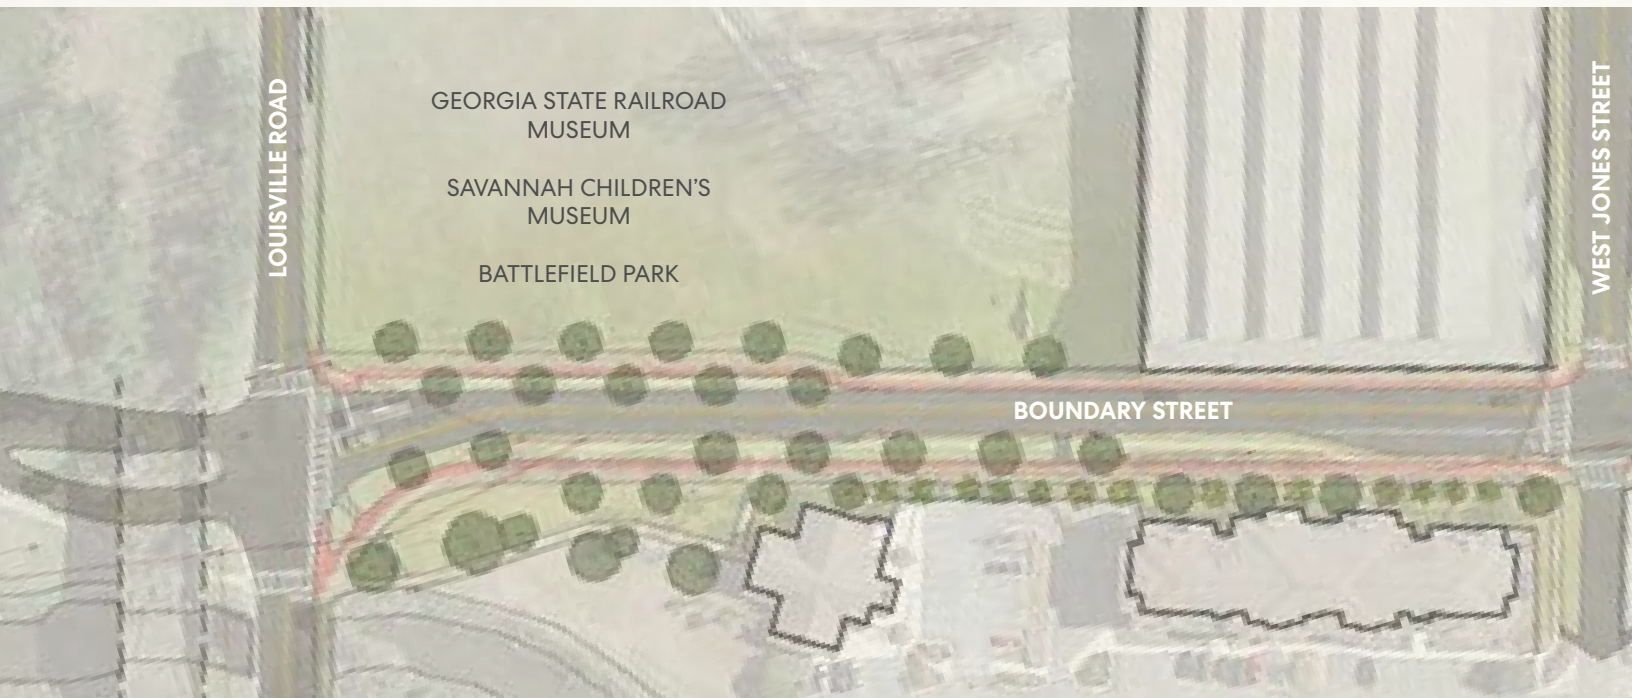 LOUISVILLE ROAD
GEORGIA STATE RAILROAD
MUSEUM
SAVANNAH CHILDREN’S
MUSEUM
BATTLEFIELD PARK
WEST JONES STREET
BOUNDARY STREET